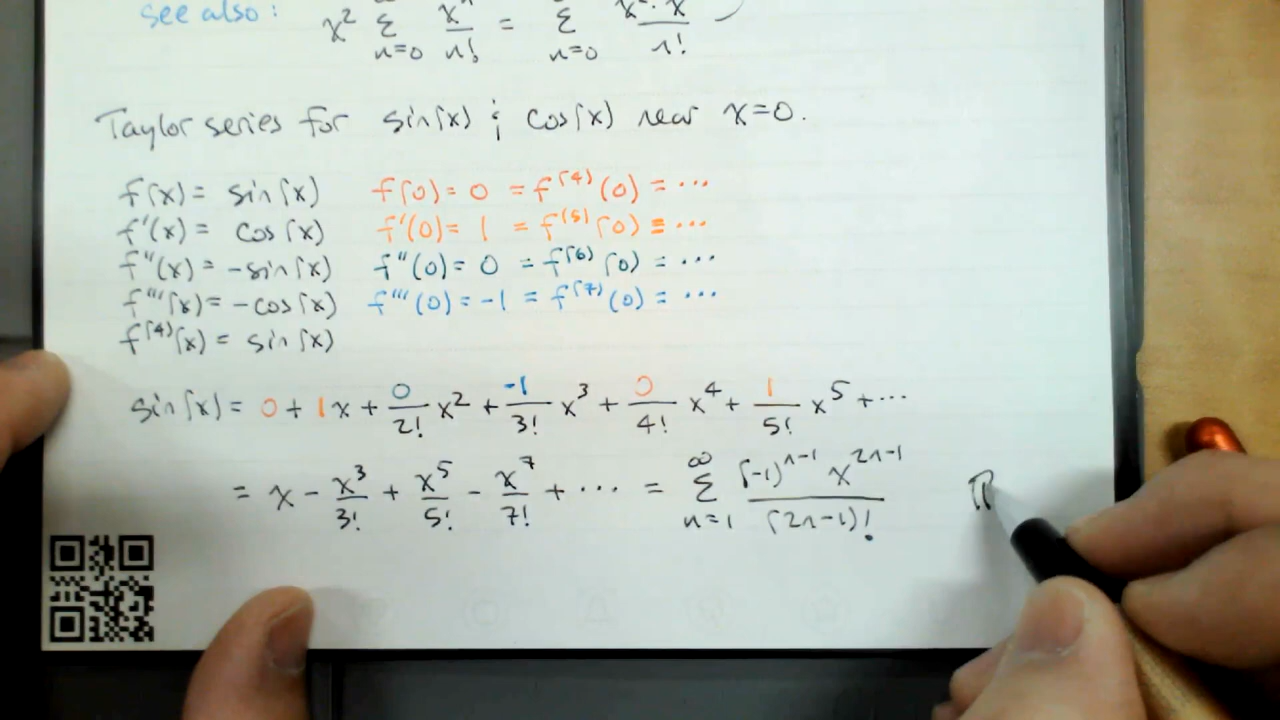 see also: x² Σ_{n=0}^∞ xⁿ/n! = Σ_{n=0}^∞ x²·x/n!
Taylor series for sin(x) & cos(x) near x=0.
f(x) = sin(x) f(0) = 0 = f⁽⁴⁾(0) = ⋯
f'(x) = cos(x) f'(0) = 1 = f⁽⁵⁾(0) = ⋯
f''(x) = -sin(x) f''(0) = 0 = f⁽⁶⁾(0) = ⋯
f'''(x) = -cos(x) f'''(0) = -1 = f⁽⁷⁾(0) = ⋯
f⁽⁴⁾(x) = sin(x)
sin(x) = 0 + 1x + 0/2! x² + -1/3! x³ + 0/4! x⁴ + 1/5! x⁵ + ⋯
= x - x³/3! + x⁵/5! - x⁷/7! + ⋯ = Σ_{n=1}^∞ (-1)^{n-1} x^{2n-1}/(2n-1)!